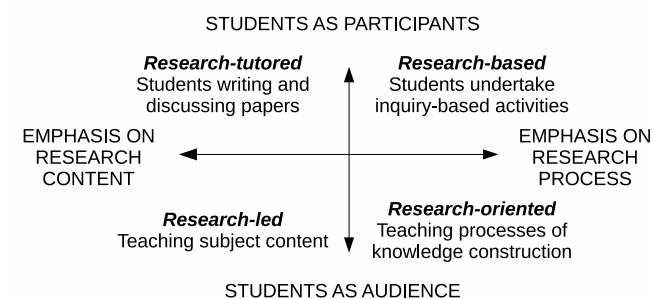 STUDENTS AS PARTICIPANTS
Research-tutored
Students writing and
discussing papers
Research-based
Students undertake
inquiry-based activities
EMPHASIS ON
RESEARCH
CONTENT
EMPHASIS ON
RESEARCH
PROCESS
Research-led
Teaching subject content
Research-oriented
Teaching processes of
knowledge construction
STUDENTS AS AUDIENCE